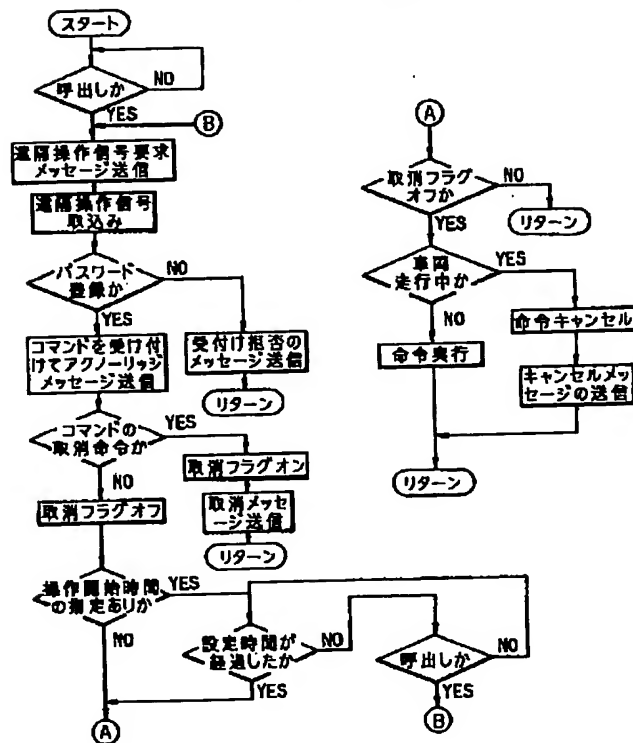 スタート
呼出しか
NO
YES
B
遠隔操作信号要求
メッセージ送信
遠隔操作信号
取込み
パスワード
登録か
NO
YES
コマンドを受け付
けてアクノーリッジ
メッセージ送信
受付け拒否の
メッセージ送信
リターン
コマンドの
取消命令か
YES
NO
取消フラグオン
取消メッセ
ージ送信
リターン
取消フラグオフ
操作開始時間
の指定ありか
YES
NO
設定時間が
経過したか
NO
YES
呼出しか
NO
YES
A
B
A
取消フラグ
オフか
NO
リターン
YES
車両
走行中か
YES
NO
命令実行
命令キャンセル
キャンセルメッ
セージの送信
リターン